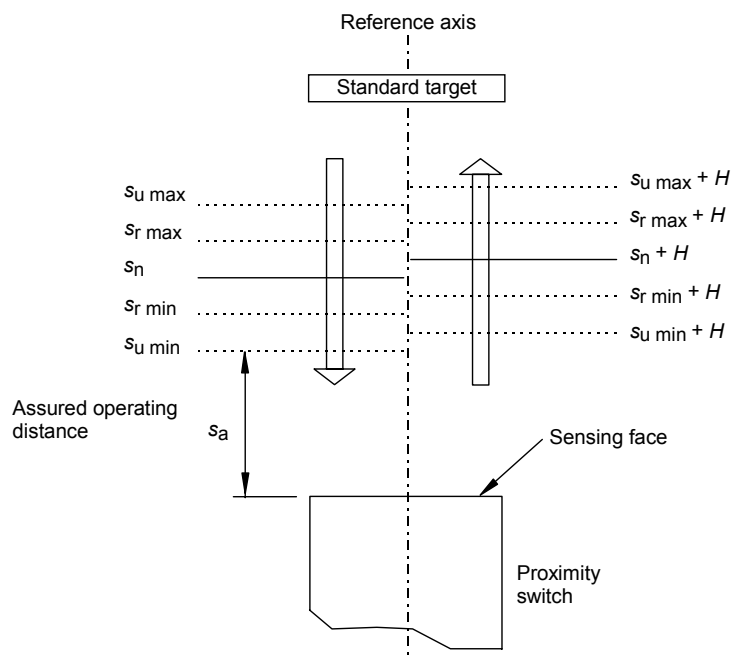 Reference axis
Standard target
su max
sr max
sn
sr min
su min
su max + H
sr max + H
sn + H
sr min + H
su min + H
Assured operating
distance
sa
Sensing face
Proximity
switch